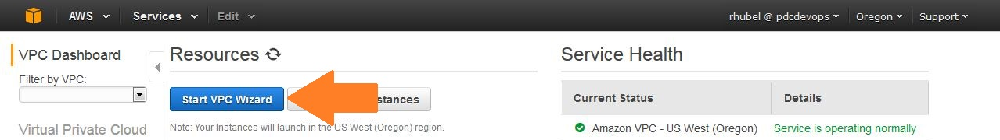 AWS Services Edit rhubel @ pdcdevops Oregon Support
VPC Dashboard
Filter by VPC:
Virtual Private Cloud
Resources
Start VPC Wizard
Note: Your Instances will launch in the US West (Oregon) region.
Service Health
Current Status Details
Amazon VPC - US West (Oregon) Service is operating normally